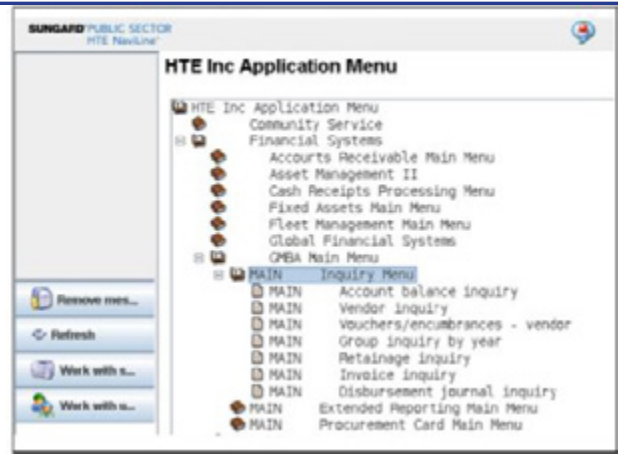 SUNGARD PUBLIC SECTOR
HTE NaviLine
HTE Inc Application Menu
HTE Inc Application Menu
Community Service
Financial Systems
Accounts Receivable Main Menu
Asset Management II
Cash Receipts Processing Menu
Fixed Assets Main Menu
Fleet Management Main Menu
Global Financial Systems
GMBA Main Menu
MAIN Inquiry Menu
MAIN Account balance inquiry
MAIN Vendor inquiry
MAIN Vouchers/encumbrances - vendor
MAIN Group inquiry by year
MAIN Retainage inquiry
MAIN Invoice inquiry
MAIN Disbursement journal inquiry
MAIN Extended Reporting Main Menu
MAIN Procurement Card Main Menu
Remove mes...
Refresh
Work with s...
Work with u...